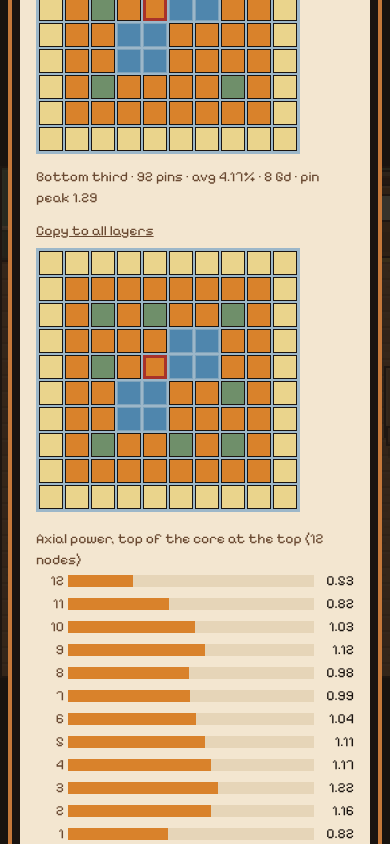 Bottom third · 92 pins · avg 4.17% · 8 Gd · pin
peak 1.29
Copy to all layers
Axial power, top of the core at the top (12
nodes)
12 0.53
11 0.82
10 1.03
9 1.12
8 0.98
7 0.99
6 1.04
5 1.11
4 1.17
3 1.22
2 1.16
1 0.82